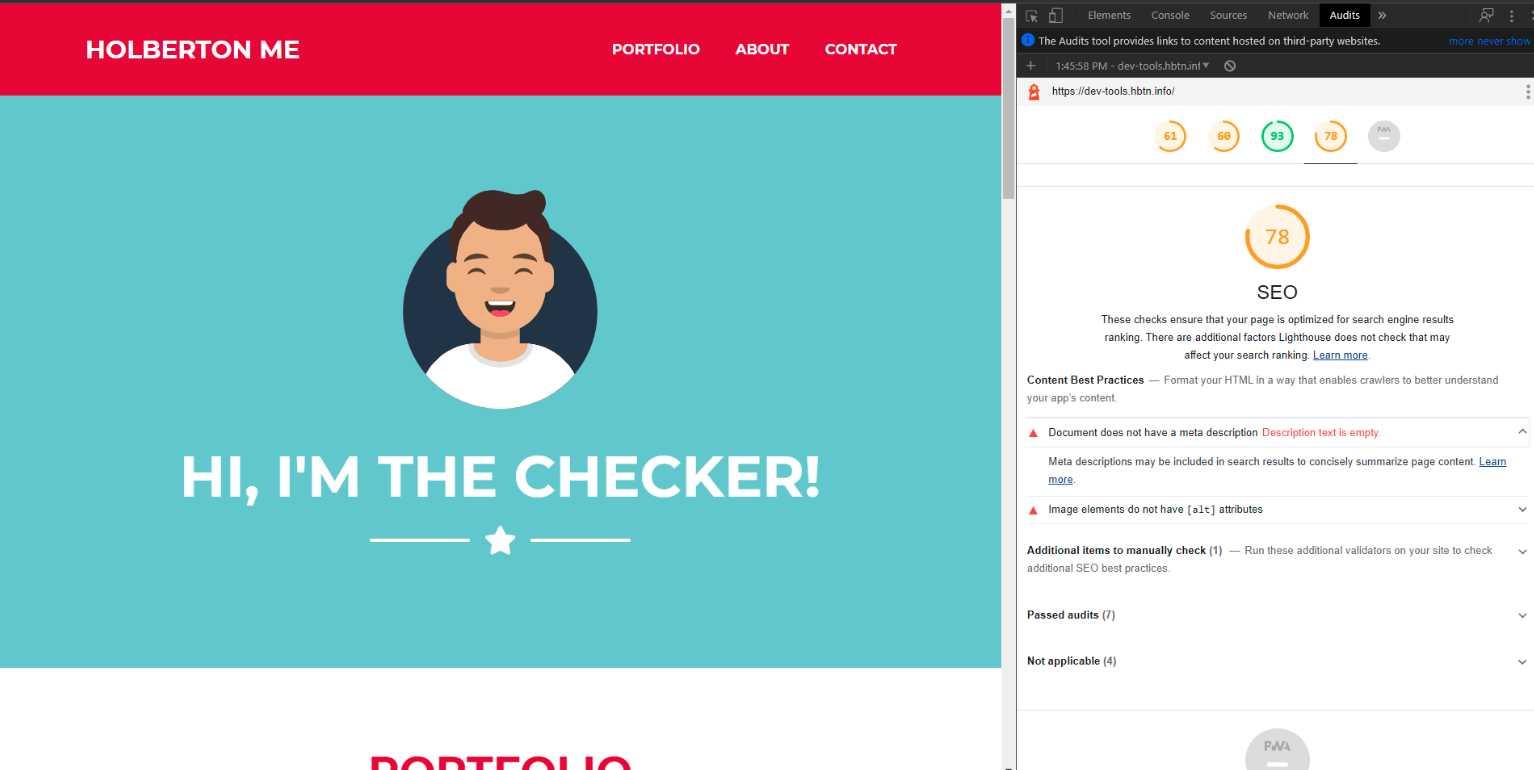 HOLBERTON ME
PORTFOLIO ABOUT CONTACT
HI, I'M THE CHECKER!
PORTFOLIO
Elements Console Sources Network Audits »
The Audits tool provides links to content hosted on third-party websites. more never show
+ 1:45:58 PM - dev-tools.hbtn.inf
https://dev-tools.hbtn.info/
61 60 93 78 PWA
78
SEO
These checks ensure that your page is optimized for search engine results
ranking. There are additional factors Lighthouse does not check that may
affect your search ranking. Learn more.
Content Best Practices — Format your HTML in a way that enables crawlers to better understand
your app's content.
Document does not have a meta description Description text is empty.
Meta descriptions may be included in search results to concisely summarize page content. Learn
more.
Image elements do not have [alt] attributes
Additional items to manually check (1) — Run these additional validators on your site to check
additional SEO best practices.
Passed audits (7)
Not applicable (4)
PWA